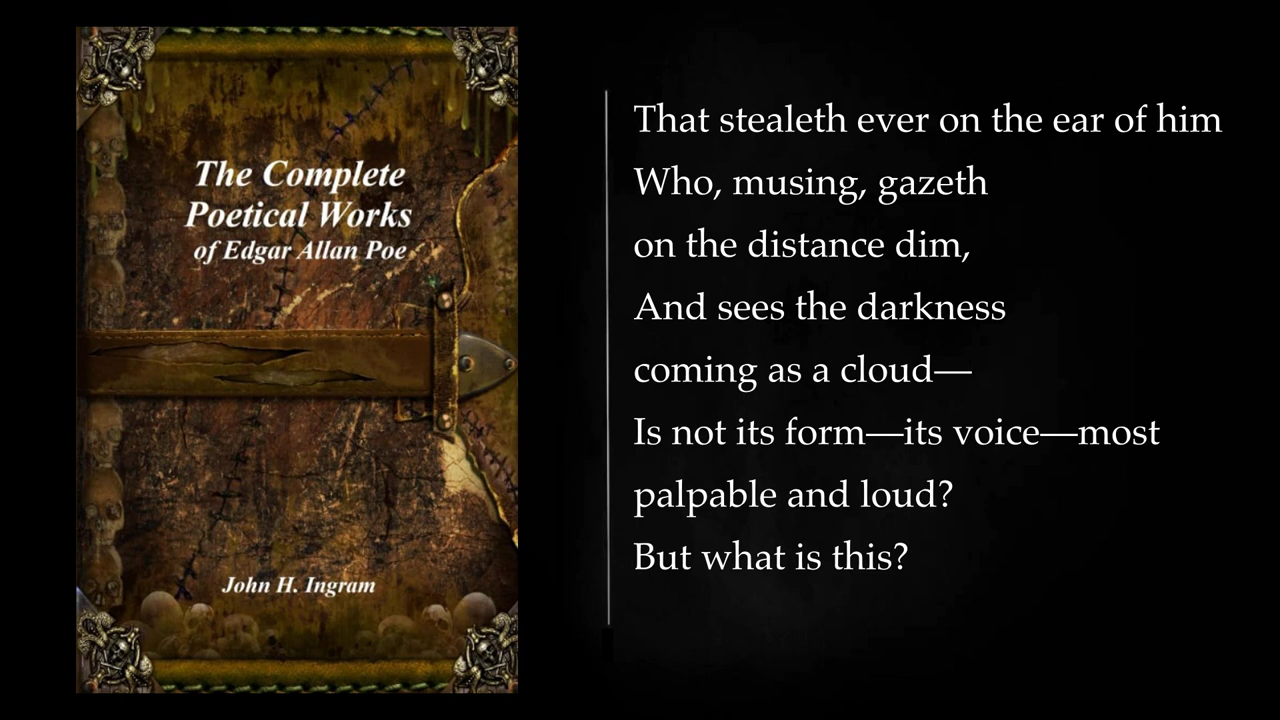 The Complete
Poetical Works
of Edgar Allan Poe
John H. Ingram
That stealeth ever on the ear of him
Who, musing, gazeth
on the distance dim,
And sees the darkness
coming as a cloud—
Is not its form—its voice—most
palpable and loud?
But what is this?